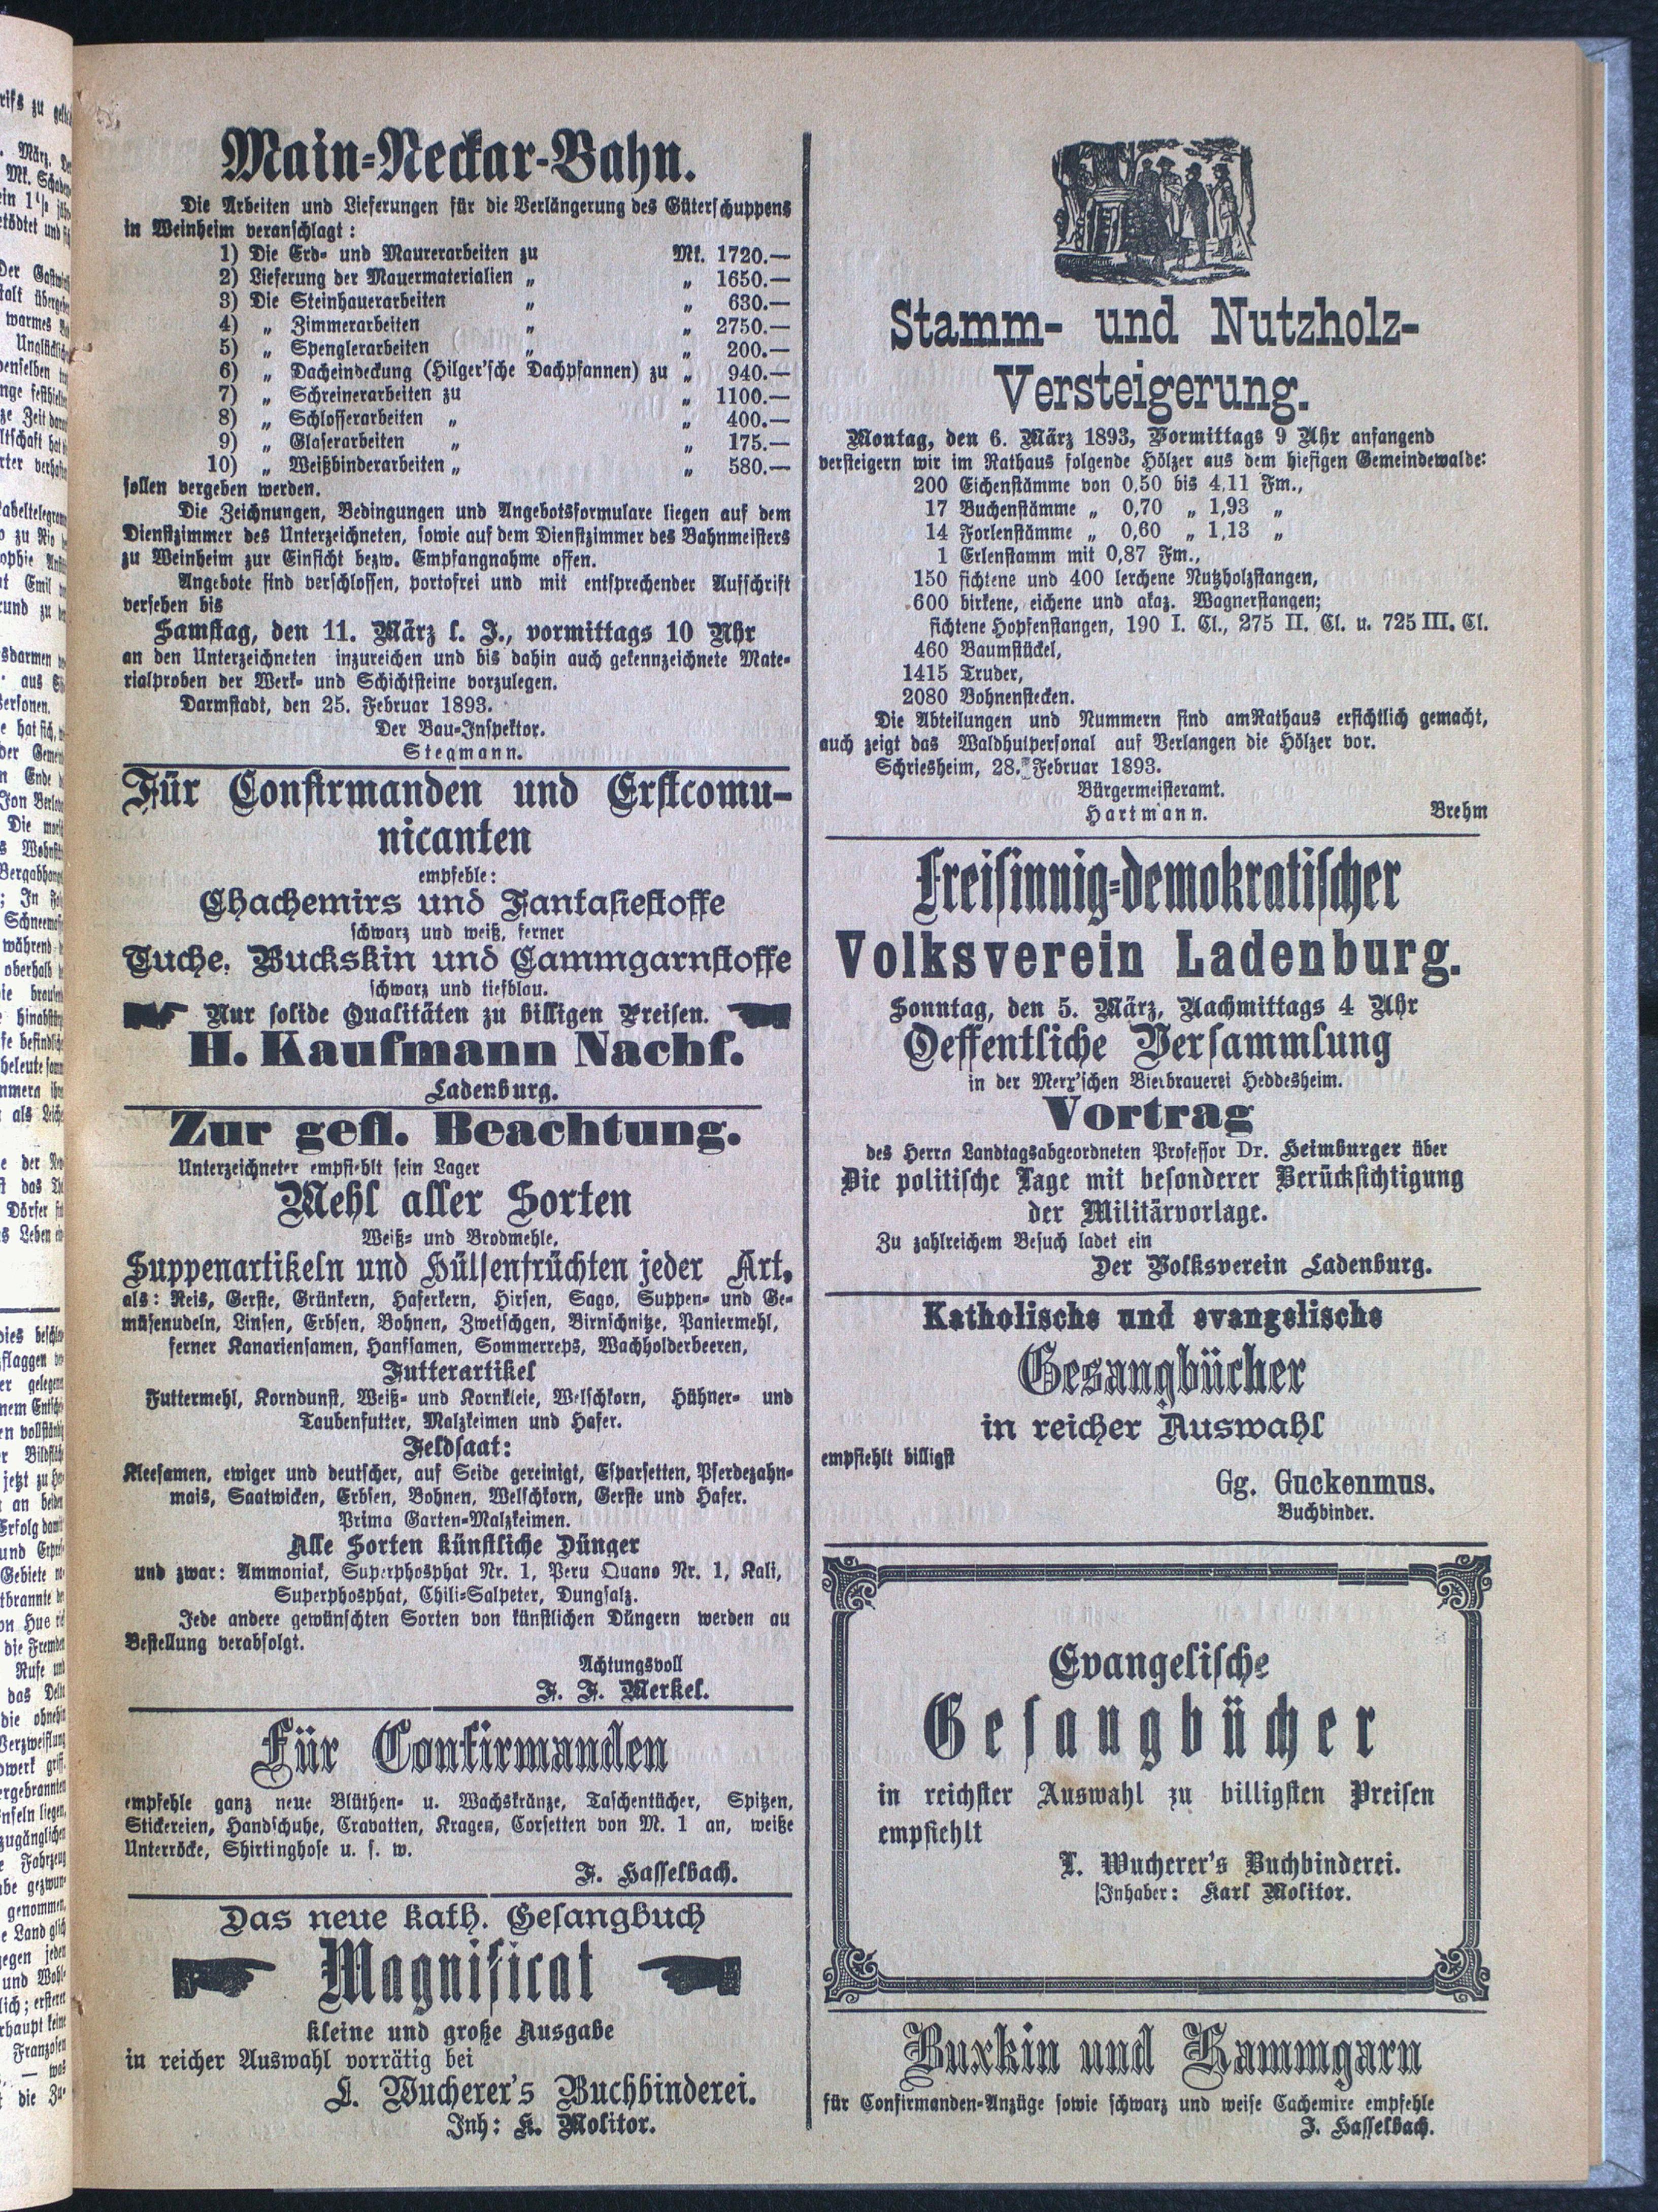 Main-Neckar-Bahn.
Die Arbeiten und Lieferungen für die Verlängerung des Güterschuppens
in Weinheim veranschlagt:
1) Die Erd- und Maurerarbeiten zu Mk. 1720.—
2) Lieferung der Mauermaterialien „ „ 1650.—
3) Die Steinhauerarbeiten „ „ 630.—
4) „ Zimmerarbeiten „ „ 2750.—
5) „ Spenglerarbeiten „ „ 200.—
6) „ Dacheindeckung (Hilger'sche Dachpfannen) zu „ 940.—
7) „ Schreinerarbeiten zu „ 1100.—
8) „ Schlosserarbeiten „ „ 400.—
9) „ Glaserarbeiten „ „ 175.—
10) „ Weißbinderarbeiten „ „ 580.—
sollen vergeben werden.
Die Zeichnungen, Bedingungen und Angebotsformulare liegen auf dem
Dienstzimmer des Unterzeichneten, sowie auf dem Dienstzimmer des Bahnmeisters
zu Weinheim zur Einsicht bezw. Empfangnahme offen.
Angebote sind verschlossen, portofrei und mit entsprechender Aufschrift
versehen bis
Samstag, den 11. März l. J., vormittags 10 Uhr
an den Unterzeichneten inzureichen und bis dahin auch gekennzeichnete Mate-
rialproben der Werk- und Schichtsteine vorzulegen.
Darmstadt, den 25. Februar 1893.
Der Bau-Inspektor.
Stegmann.
Für Confirmanden und Erstcomu-
nicanten
empfehle:
Chachemirs und Fantasiestoffe
schwarz und weiß, ferner
Tuche, Buckskin und Cammgarnstoffe
schwarz und tiefblau.
Nur solide Qualitäten zu billigen Preisen.
H. Kaufmann Nachf.
Ladenburg.
Zur gefl. Beachtung.
Unterzeichneter empfiehlt sein Lager
Mehl aller Sorten
Weiß- und Brodmehle,
Suppenartikeln und Hülsenfrüchten jeder Art,
als: Reis, Gerste, Grünkern, Haferkern, Hirsen, Sago, Suppen- und Ge-
müsenudeln, Linsen, Erbsen, Bohnen, Zwetschgen, Birnschnitze, Paniermehl,
ferner Kanariensamen, Hanfsamen, Sommerreps, Wachholderbeeren,
Futterartikel
Futtermehl, Korndunst, Weiß- und Kornkleie, Welschkorn, Hühner- und
Taubenfutter, Malzkeimen und Hafer.
Feldsaat:
Kleesamen, ewiger und deutscher, auf Seide gereinigt, Esparsetten, Pferdezahn-
mais, Saatwicken, Erbsen, Bohnen, Welschkorn, Gerste und Hafer.
Prima Garten-Malzkeimen.
Alle Sorten künstliche Dünger
und zwar: Ammoniak, Superphosphat Nr. 1, Peru Quano Nr. 1, Kali,
Superphosphat, Chili-Salpeter, Dungsalz.
Jede andere gewünschten Sorten von künstlichen Düngern werden au
Bestellung verabfolgt.
Achtungsvoll
F. F. Merkel.
Für Confirmanden
empfehle ganz neue Blüthen- u. Wachskränze, Taschentücher, Spitzen,
Stickereien, Handschuhe, Cravatten, Kragen, Corsetten von M. 1 an, weiße
Unterröcke, Shirtinghose u. s. w.
J. Hasselbach.
Das neue kath. Gesangbuch
Magnificat
kleine und große Ausgabe
in reicher Auswahl vorrätig bei
L. Wucherer's Buchbinderei.
Inh: K. Molitor.
Stamm- und Nutzholz-
Versteigerung.
Montag, den 6. März 1893, Vormittags 9 Uhr anfangend
versteigern wir im Rathaus folgende Hölzer aus dem hiesigen Gemeindewalde:
200 Eichenstämme von 0,50 bis 4,11 Fm.,
17 Buchenstämme „ 0,70 „ 1,93 „
14 Forlenstämme „ 0,60 „ 1,13 „
1 Erlenstamm mit 0,87 Fm.,
150 fichtene und 400 lerchene Nutzholzstangen,
600 birkene, eichene und akaz. Wagnerstangen;
fichtene Hopfenstangen, 190 I. Cl., 275 II. Cl. u. 725 III. Cl.
460 Baumstückel,
1415 Truder,
2080 Bohnenstecken.
Die Abteilungen und Nummern sind amRathaus ersichtlich gemacht,
auch zeigt das Waldhutpersonal auf Verlangen die Hölzer vor.
Schriesheim, 28. Februar 1893.
Bürgermeisteramt.
Hartmann. Brehm
Freisinnig-demokratischer
Volksverein Ladenburg.
Sonntag, den 5. März, Nachmittags 4 Uhr
Oeffentliche Versammlung
in der Merx'schen Bierbrauerei Heddesheim.
Vortrag
des Herrn Landtagsabgeordneten Professor Dr. Heimburger über
Die politische Lage mit besonderer Berücksichtigung
der Militärvorlage.
Zu zahlreichem Besuch ladet ein
Der Volksverein Ladenburg.
Katholische und evangelische
Gesangbücher
in reicher Auswahl
empfiehlt billigst
Gg. Guckenmus.
Buchbinder.
Evangelische
Gesangbücher
in reichster Auswahl zu billigsten Preisen
empfiehlt
L. Wucherer's Buchbinderei.
Inhaber: Karl Molitor.
Buxkin und Kammgarn
für Confirmanden-Anzüge sowie schwarz und weise Cachemire empfehle
J. Hasselbach.